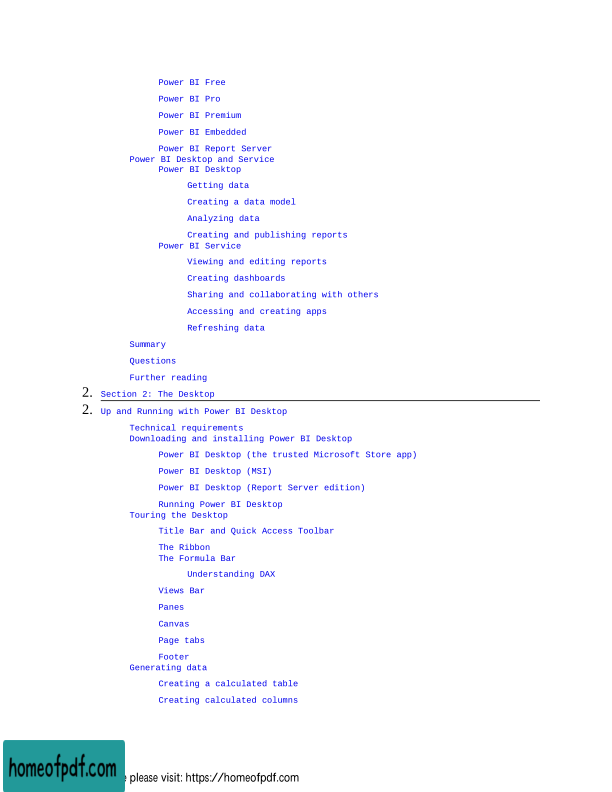 Power BI Free
Power BI Pro
Power BI Premium
Power BI Embedded
Power BI Report Server
Power BI Desktop and Service
Power BI Desktop
Getting data
Creating a data model
Analyzing data
Creating and publishing reports
Power BI Service
Viewing and editing reports
Creating dashboards
Sharing and collaborating with others
Accessing and creating apps
Refreshing data
Summary
Questions
Further reading
2. Section 2: The Desktop
2. Up and Running with Power BI Desktop
Technical requirements
Downloading and installing Power BI Desktop
Power BI Desktop (the trusted Microsoft Store app)
Power BI Desktop (MSI)
Power BI Desktop (Report Server edition)
Running Power BI Desktop
Touring the Desktop
Title Bar and Quick Access Toolbar
The Ribbon
The Formula Bar
Understanding DAX
Views Bar
Panes
Canvas
Page tabs
Footer
Generating data
Creating a calculated table
Creating calculated columns
homeofpdf.com
please visit: https://homeofpdf.com